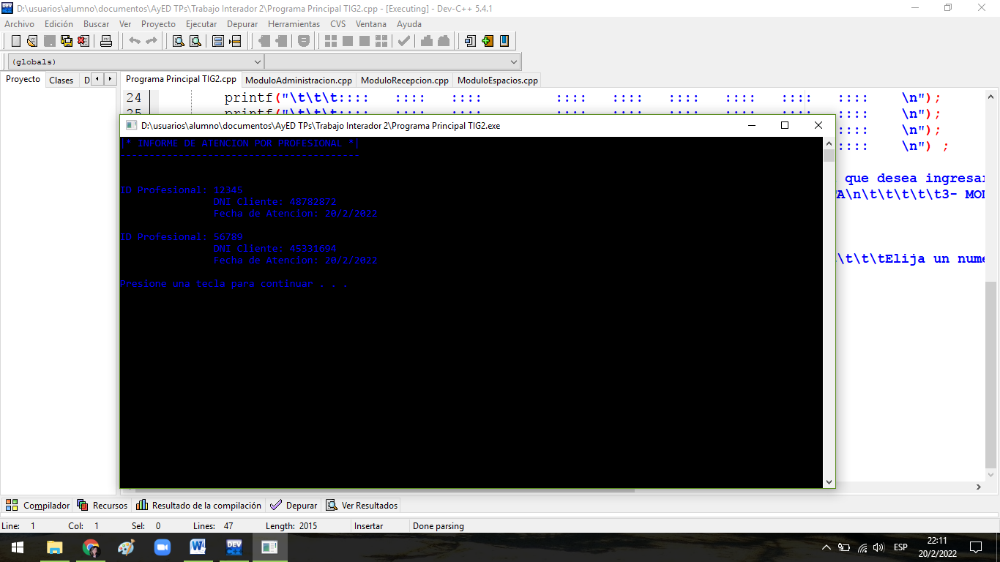 D:\usuarios\alumno\documentos\AyED TPs\Trabajo Interador 2\Programa Principal TIG2.cpp - [Executing] - Dev-C++ 5.4.1
Archivo Edición Buscar Ver Proyecto Ejecutar Depurar Herramientas CVS Ventana Ayuda
(globals)
Proyecto Clases D Programa Principal TIG2.cpp ModuloAdministracion.cpp ModuloRecepcion.cpp ModuloEspacios.cpp
24 printf("\t\t\t:::: :::: :::: :::: :::: :::: :::: :::: :::: \n");
25 printf("\t\t\t:::: :::: :::: :::: :::: :::: :::: :::: :::: \n");
:::: \n");
:::: \n") ;
que desea ingresar
A\n\t\t\t\t\t3- MOD
\t\t\tElija un nume
D:\usuarios\alumno\documentos\AyED TPs\Trabajo Interador 2\Programa Principal TIG2.exe
|* INFORME DE ATENCION POR PROFESIONAL *|
-----------------------------------------
ID Profesional: 12345
DNI Cliente: 48782872
Fecha de Atencion: 20/2/2022
ID Profesional: 56789
DNI Cliente: 45331694
Fecha de Atencion: 20/2/2022
Presione una tecla para continuar . . .
Compilador Recursos Resultado de la compilación Depurar Ver Resultados
Line: 1 Col: 1 Sel: 0 Lines: 47 Length: 2015 Insertar Done parsing
DEV
ESP
22:11
20/2/2022